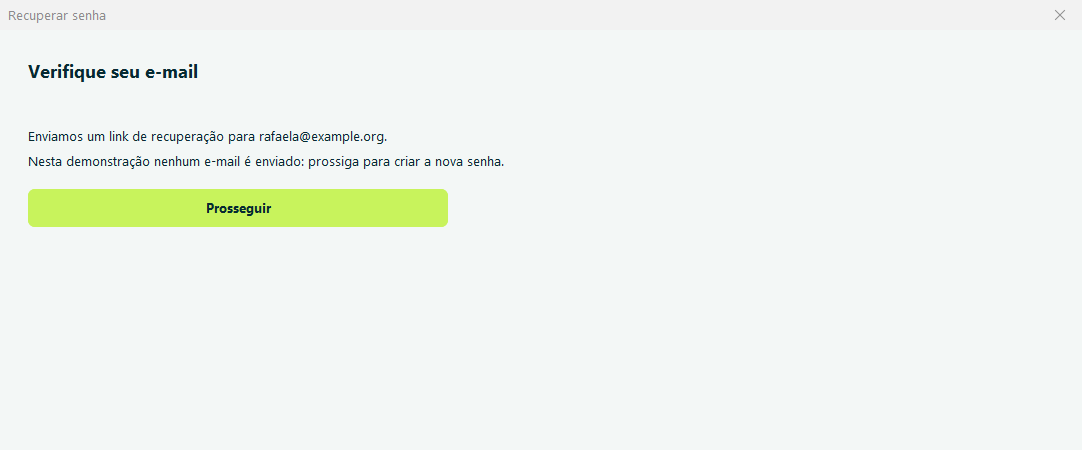 Recuperar senha
Verifique seu e-mail
Enviamos um link de recuperação para rafaela@example.org.
Nesta demonstração nenhum e-mail é enviado: prossiga para criar a nova senha.
Prosseguir